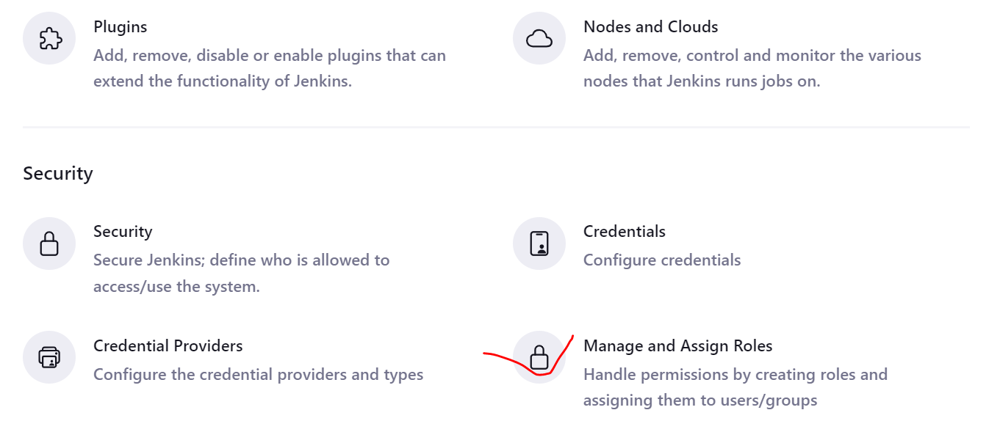 Plugins
Add, remove, disable or enable plugins that can
extend the functionality of Jenkins.
Nodes and Clouds
Add, remove, control and monitor the various
nodes that Jenkins runs jobs on.
Security
Security
Secure Jenkins; define who is allowed to
access/use the system.
Credentials
Configure credentials
Credential Providers
Configure the credential providers and types
Manage and Assign Roles
Handle permissions by creating roles and
assigning them to users/groups